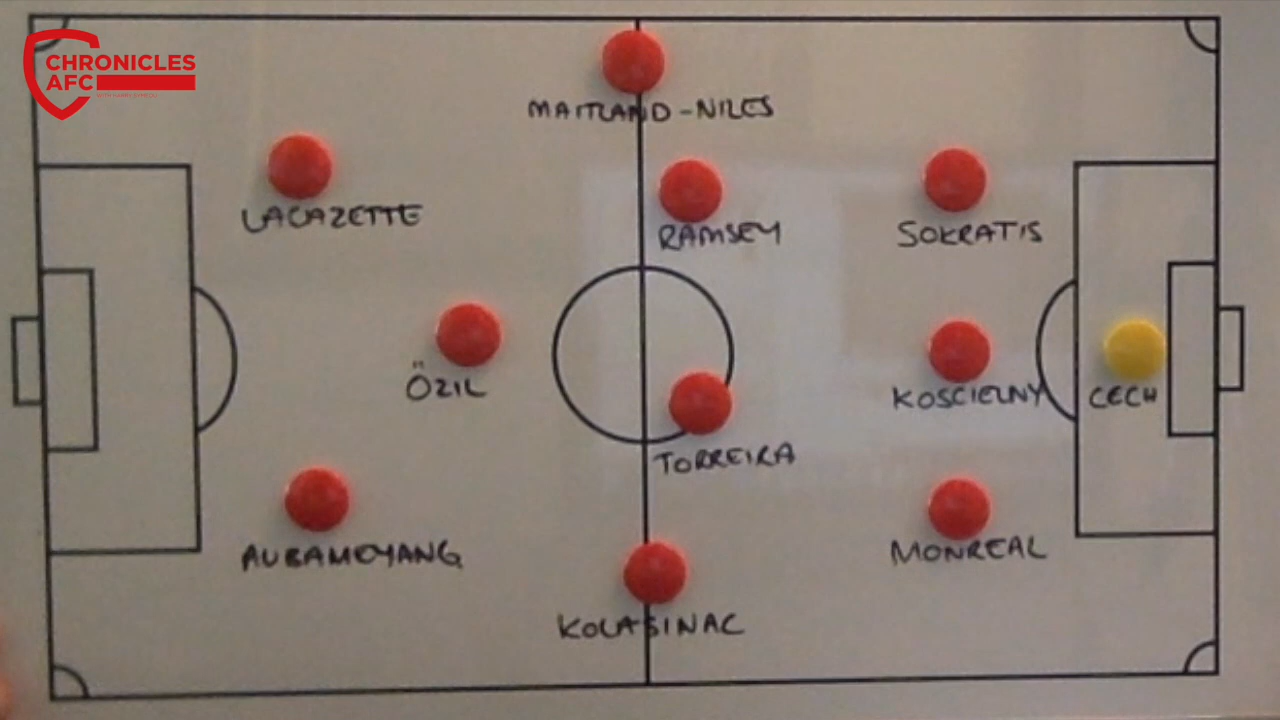 CHRONICLES
AFC
MAITLAND-NILES
LACAZETTE
RAMSEY
SOKRATIS
ÖZIL
KOSCIELNY
CECH
TORREIRA
AUBAMEYANG
MONREAL
KOLASINAC